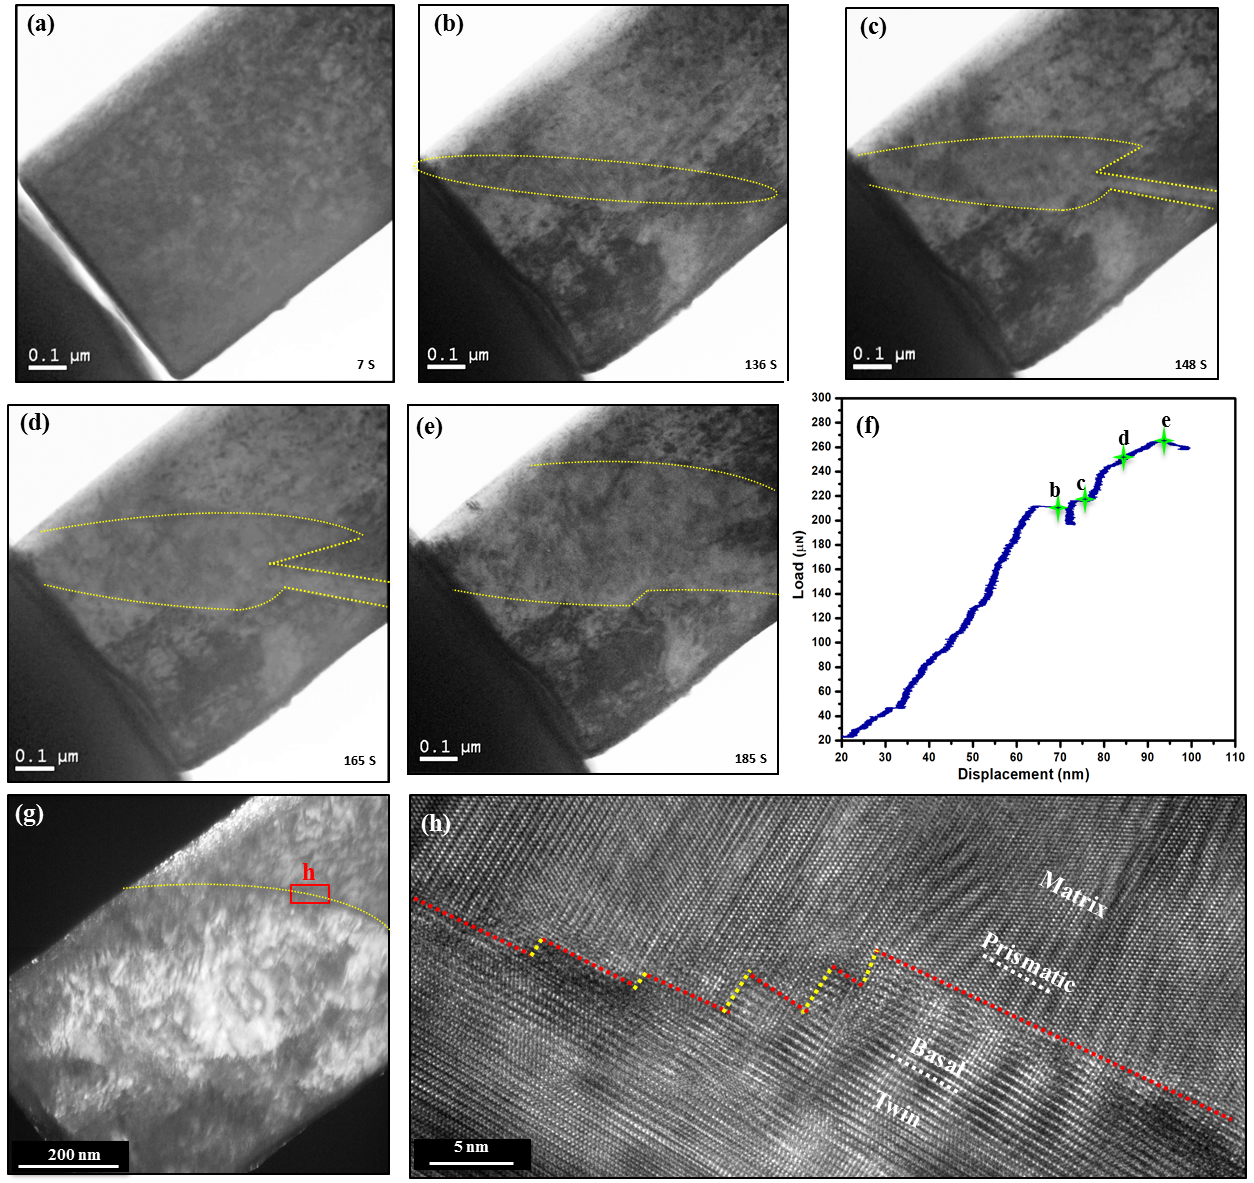 (a)
0.1 μm
7 S
(b)
0.1 μm
136 S
(c)
0.1 μm
148 S
(d)
0.1 μm
165 S
(e)
0.1 μm
185 S
(f)
300
280
260
240
220
200
180
160
140
120
100
80
60
40
20
Load (μN)
b
c
d
e
20 30 40 50 60 70 80 90 100 110
Displacement (nm)
(g)
h
200 nm
(h)
Matrix
Prismatic
Basal
Twin
5 nm